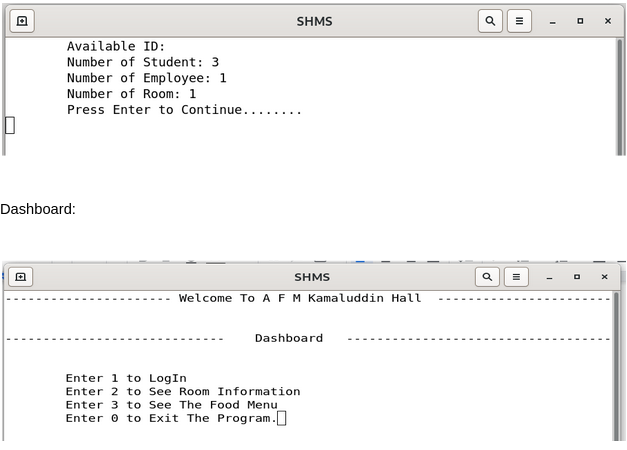 SHMS
Available ID:
Number of Student: 3
Number of Employee: 1
Number of Room: 1
Press Enter to Continue........
Dashboard:
SHMS
---------------------- Welcome To A F M Kamaluddin Hall -----------------------
----------------------------- Dashboard -----------------------------------
Enter 1 to LogIn
Enter 2 to See Room Information
Enter 3 to See The Food Menu
Enter 0 to Exit The Program.